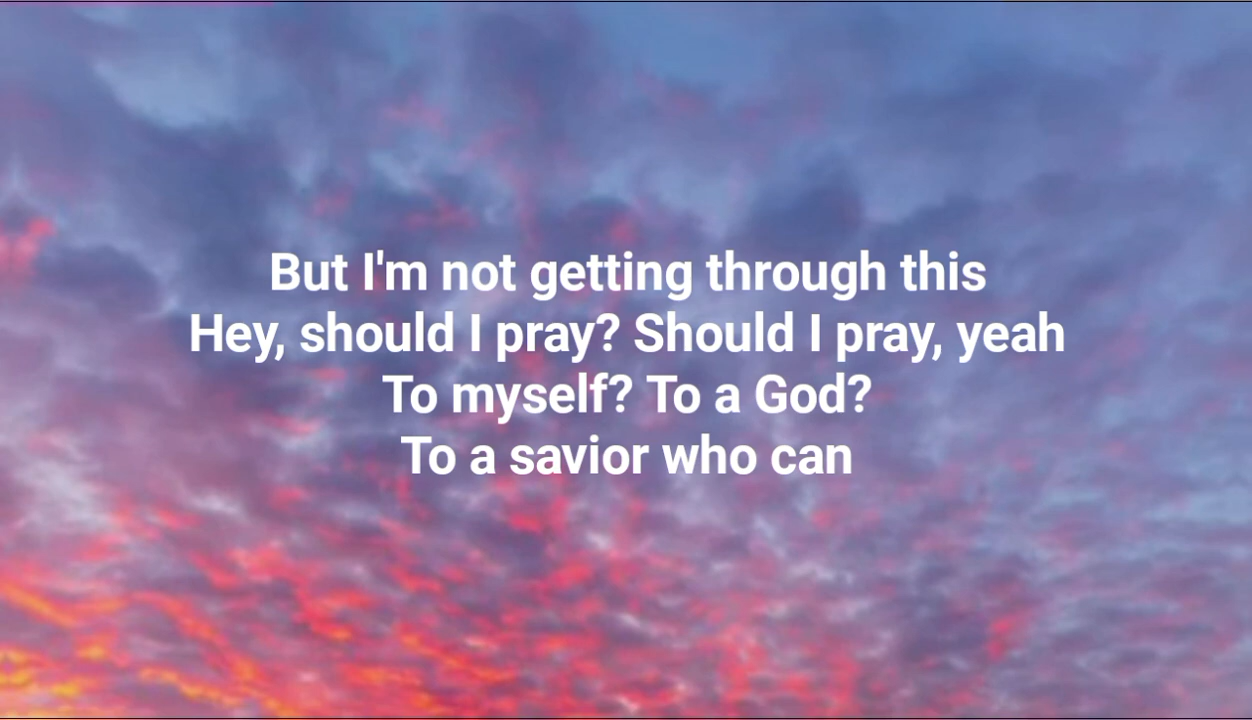 But I'm not getting through this
Hey, should I pray? Should I pray, yeah
To myself? To a God?
To a savior who can